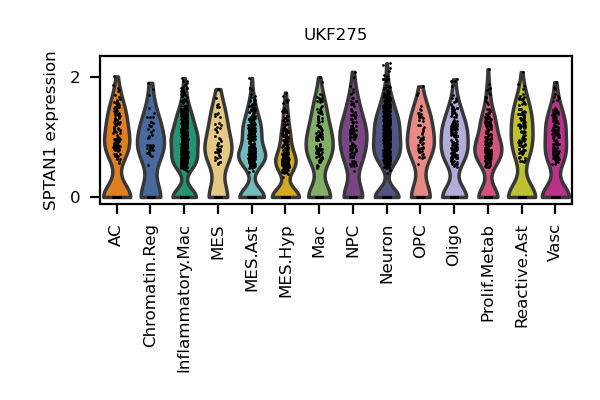 UKF275
SPTAN1 expression
2
0
AC
Chromatin.Reg
Inflammatory.Mac
MES
MES.Ast
MES.Hyp
Mac
NPC
Neuron
OPC
Oligo
Prolif.Metab
Reactive.Ast
Vasc